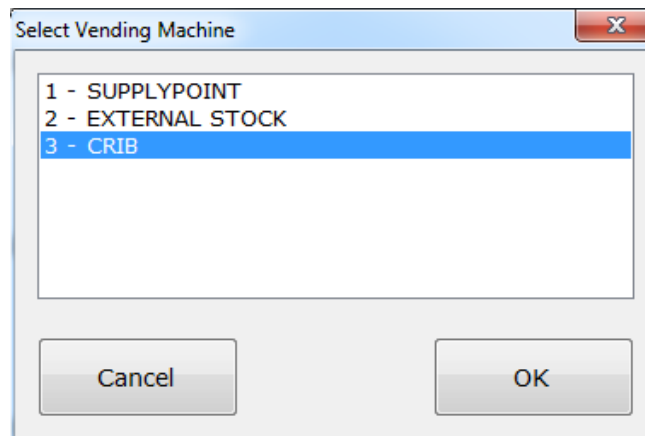 Select Vending Machine
1 - SUPPLYPOINT
2 - EXTERNAL STOCK
3 - CRIB
Cancel
OK